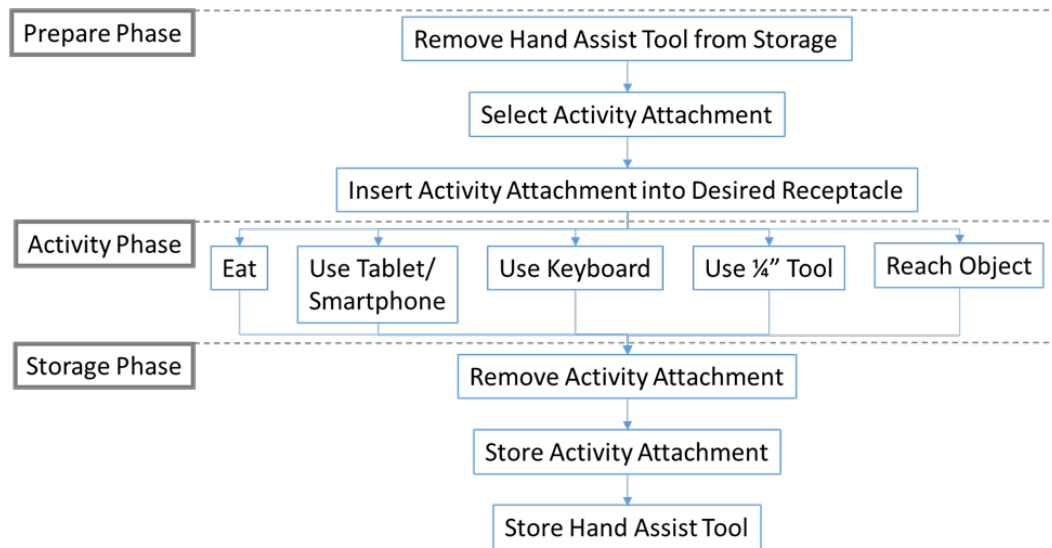 Prepare Phase
Remove Hand Assist Tool from Storage
Select Activity Attachment
Insert Activity Attachment into Desired Receptacle
Activity Phase
Eat
Use Tablet/
Smartphone
Use Keyboard
Use ¼” Tool
Reach Object
Storage Phase
Remove Activity Attachment
Store Activity Attachment
Store Hand Assist Tool